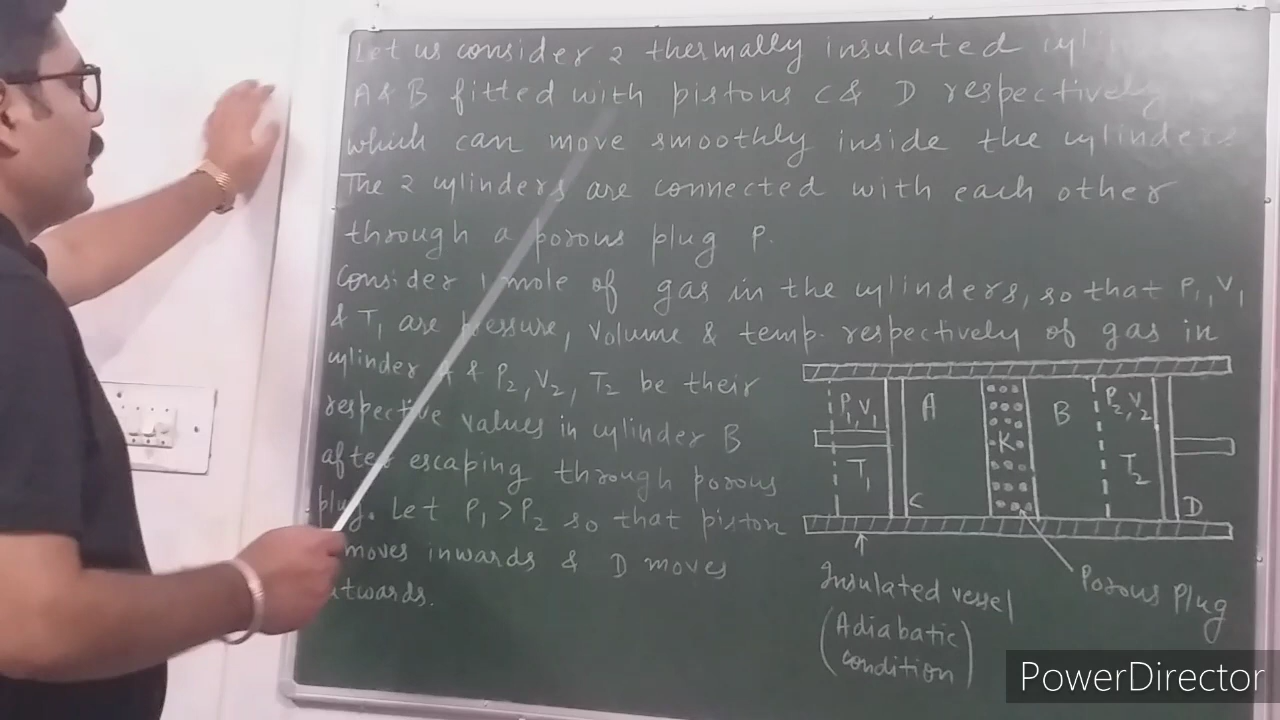 Let us consider 2 thermally insulated
A & B fitted with pistons C & D respectively
which can move smoothly inside the cylinders
The 2 cylinders are connected with each other
through a porous plug P.
Consider 1 mole of gas in the cylinders, so that P₁, V₁
& T₁ are pressure, volume & temp. respectively of gas in
cylinder A & P₂, V₂, T₂ be their
respective values in cylinder B
after escaping through porous
plug. Let P₁ > P₂ so that piston
moves inwards & D moves
outwards.
P₁, V₁
T₁
A
C
K
B
P₂, V₂
T₂
D
Insulated vessel
(Adiabatic
condition)
Porous Plug
PowerDirector